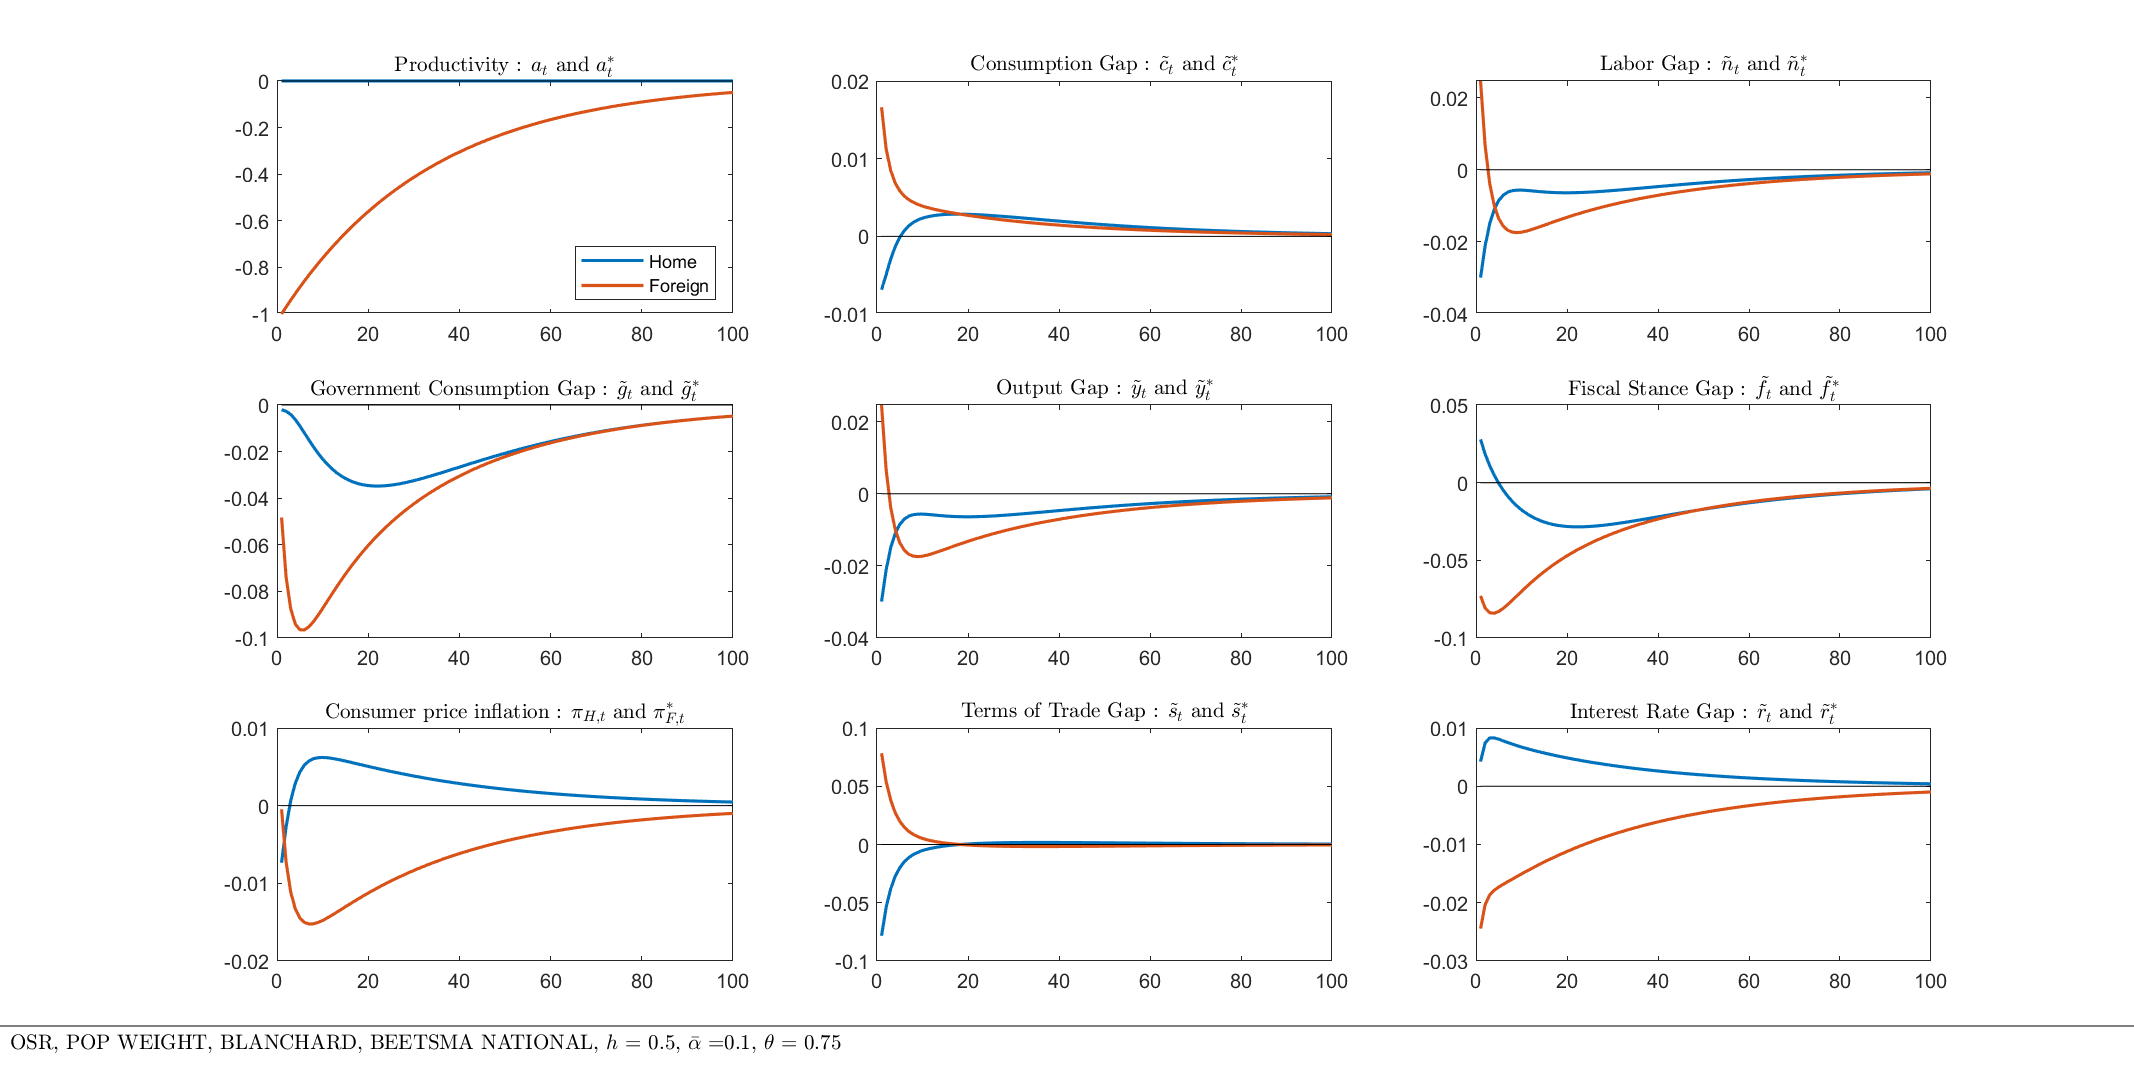 Productivity : a_t and a_t^*
0
-0.2
-0.4
-0.6
-0.8
-1
0 20 40 60 80 100
Home
Foreign
Consumption Gap : c̃_t and c̃_t^*
0.02
0.01
0
-0.01
0 20 40 60 80 100
Labor Gap : ñ_t and ñ_t^*
0.02
0
-0.02
-0.04
0 20 40 60 80 100
Government Consumption Gap : g̃_t and g̃_t^*
0
-0.02
-0.04
-0.06
-0.08
-0.1
0 20 40 60 80 100
Output Gap : ỹ_t and ỹ_t^*
0.02
0
-0.02
-0.04
0 20 40 60 80 100
Fiscal Stance Gap : f̃_t and f̃_t^*
0.05
0
-0.05
-0.1
0 20 40 60 80 100
Consumer price inflation : π_{H,t} and π_{F,t}^*
0.01
0
-0.01
-0.02
0 20 40 60 80 100
Terms of Trade Gap : s̃_t and s̃_t^*
0.1
0.05
0
-0.05
-0.1
0 20 40 60 80 100
Interest Rate Gap : r̃_t and r̃_t^*
0.01
0
-0.01
-0.02
-0.03
0 20 40 60 80 100
OSR, POP WEIGHT, BLANCHARD, BEETSMA NATIONAL, h = 0.5, ᾱ =0.1, θ = 0.75